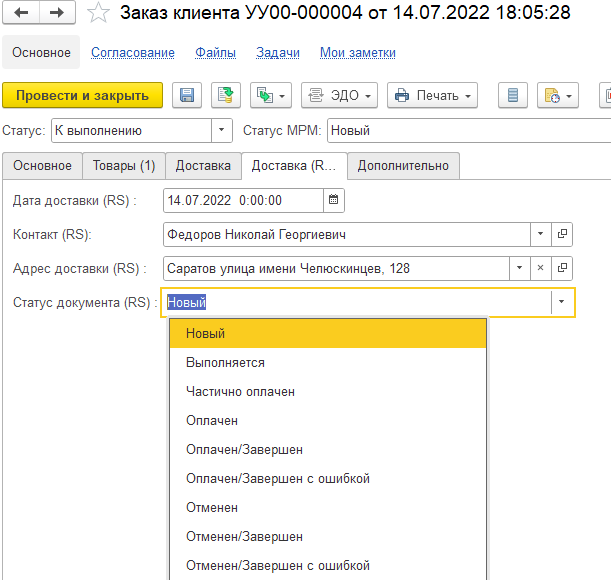 Заказ клиента УУ00-000004 от 14.07.2022 18:05:28
Основное Согласование Файлы Задачи Мои заметки
Провести и закрыть ЭДО Печать
Статус: К выполнению Статус МРМ: Новый
Основное Товары (1) Доставка Доставка (R... Дополнительно
Дата доставки (RS) : 14.07.2022 0:00:00
Контакт (RS): Федоров Николай Георгиевич
Адрес доставки (RS) : Саратов улица имени Челюскинцев, 128
Статус документа (RS) : Новый
Новый
Выполняется
Частично оплачен
Оплачен
Оплачен/Завершен
Оплачен/Завершен с ошибкой
Отменен
Отменен/Завершен
Отменен/Завершен с ошибкой